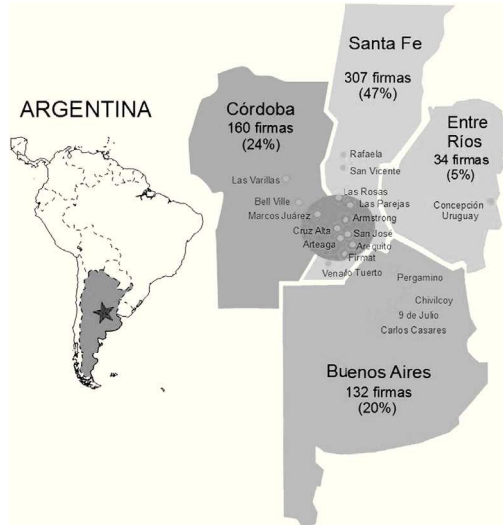 ARGENTINA
Santa Fe
307 firmas
(47%)
Córdoba
160 firmas
(24%)
Entre
Ríos
34 firmas
(5%)
Rafaela
San Vicente
Las Varillas
Las Rosas
Bell Ville
Las Parejas
Marcos Juárez
Armstrong
Concepción
Uruguay
Cruz Alta
San José
Arteaga
Arequito
Firmat
Venado Tuerto
Pergamino
Chivilcoy
9 de Julio
Carlos Casares
Buenos Aires
132 firmas
(20%)